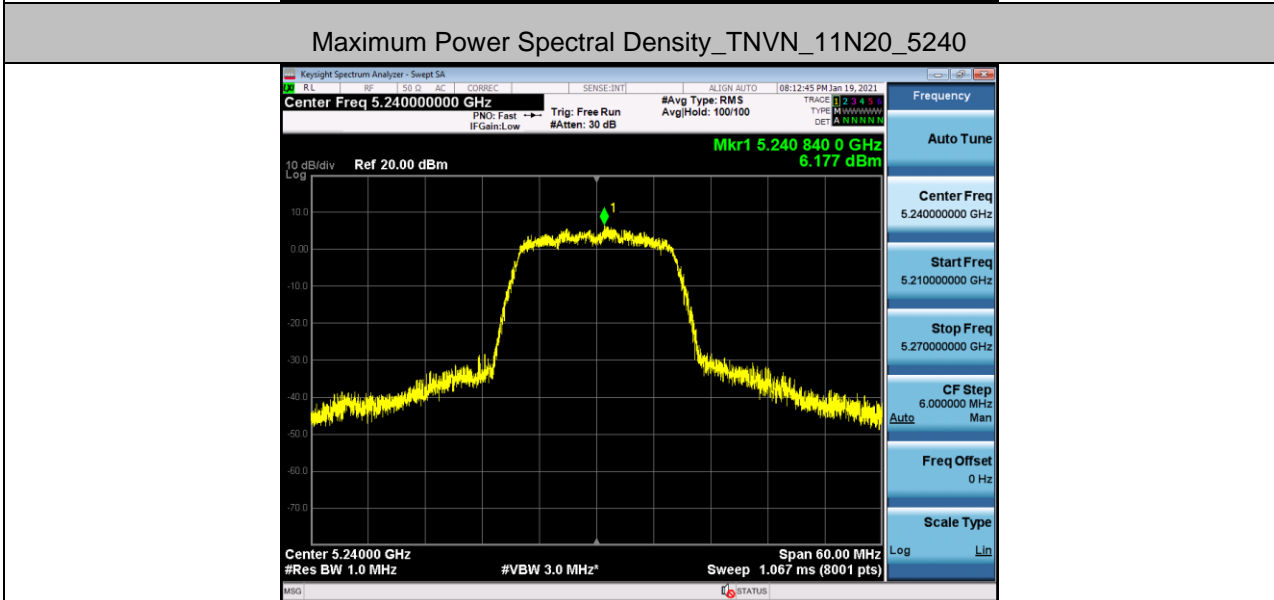 Maximum Power Spectral Density_TNVN_11N20_5240
Keysight Spectrum Analyzer - Swept SA
RL RF 50 Ω AC CORREC SENSE:INT ALIGN AUTO 08:12:45 PM Jan 19, 2021
Center Freq 5.240000000 GHz
PNO: Fast
IFGain:Low
Trig: Free Run
#Atten: 30 dB
#Avg Type: RMS
Avg|Hold: 100/100
TRACE 1 2 3 4 5 6
TYPE M WWWWW
DET A N N N N N
Mkr1 5.240 840 0 GHz
6.177 dBm
10 dB/div Ref 20.00 dBm
Log
1
10.0
0.00
-10.0
-20.0
-30.0
-40.0
-50.0
-60.0
-70.0
Center 5.24000 GHz Span 60.00 MHz
#Res BW 1.0 MHz #VBW 3.0 MHz* Sweep 1.067 ms (8001 pts)
MSG STATUS
Frequency
Auto Tune
Center Freq
5.240000000 GHz
Start Freq
5.210000000 GHz
Stop Freq
5.270000000 GHz
CF Step
6.000000 MHz
Auto Man
Freq Offset
0 Hz
Scale Type
Log Lin